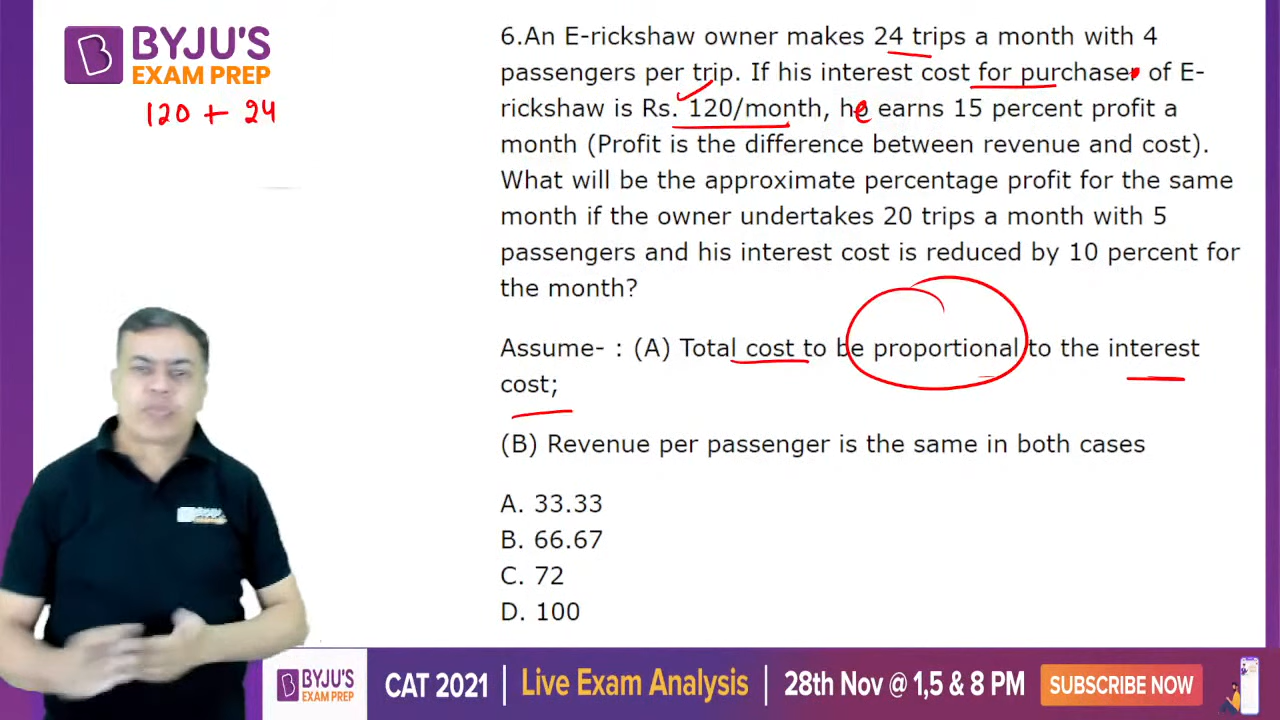 BYJU'S
EXAM PREP
120 + 24
6.An E-rickshaw owner makes 24 trips a month with 4
passengers per trip. If his interest cost for purchase of E-
rickshaw is Rs. 120/month, he earns 15 percent profit a
month (Profit is the difference between revenue and cost).
What will be the approximate percentage profit for the same
month if the owner undertakes 20 trips a month with 5
passengers and his interest cost is reduced by 10 percent for
the month?
Assume- : (A) Total cost to be proportional to the interest
cost;
(B) Revenue per passenger is the same in both cases
A. 33.33
B. 66.67
C. 72
D. 100
BYJU'S
EXAM PREP
CAT 2021
Live Exam Analysis
28th Nov @ 1,5 & 8 PM
SUBSCRIBE NOW